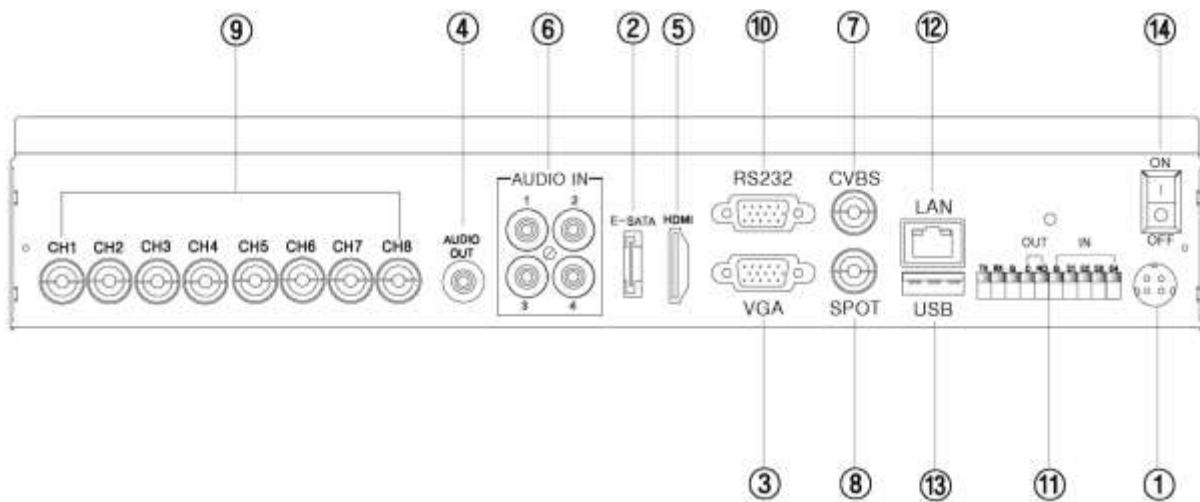 ⑨ ④ ⑥ ② ⑤ ⑩ ⑦ ⑫ ⑭
ON
AUDIO IN
RS232 CVBS
1 2
E-SATA HDMI
LAN
OFF
CH1 CH2 CH3 CH4 CH5 CH6 CH7 CH8
AUDIO
OUT
OUT IN
3 4
VGA SPOT USB
③ ⑧ ⑬ ⑪ ①